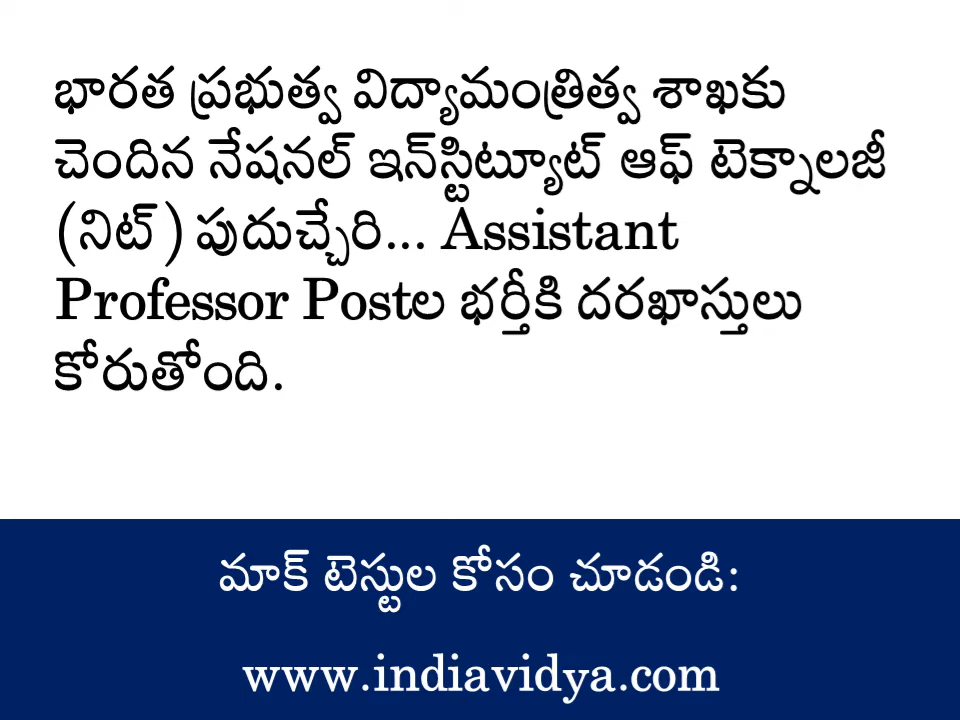 భారత ప్రభుత్వ విద్యామంత్రిత్వ శాఖకు
చెందిన నేషనల్ ఇన్‌స్టిట్యూట్ ఆఫ్ టెక్నాలజీ
(నిట్) పుదుచ్చేరి... Assistant
Professor Postల భర్తీకి దరఖాస్తులు
కోరుతోంది.
మాక్ టెస్టుల కోసం చూడండి:
www.indiavidya.com